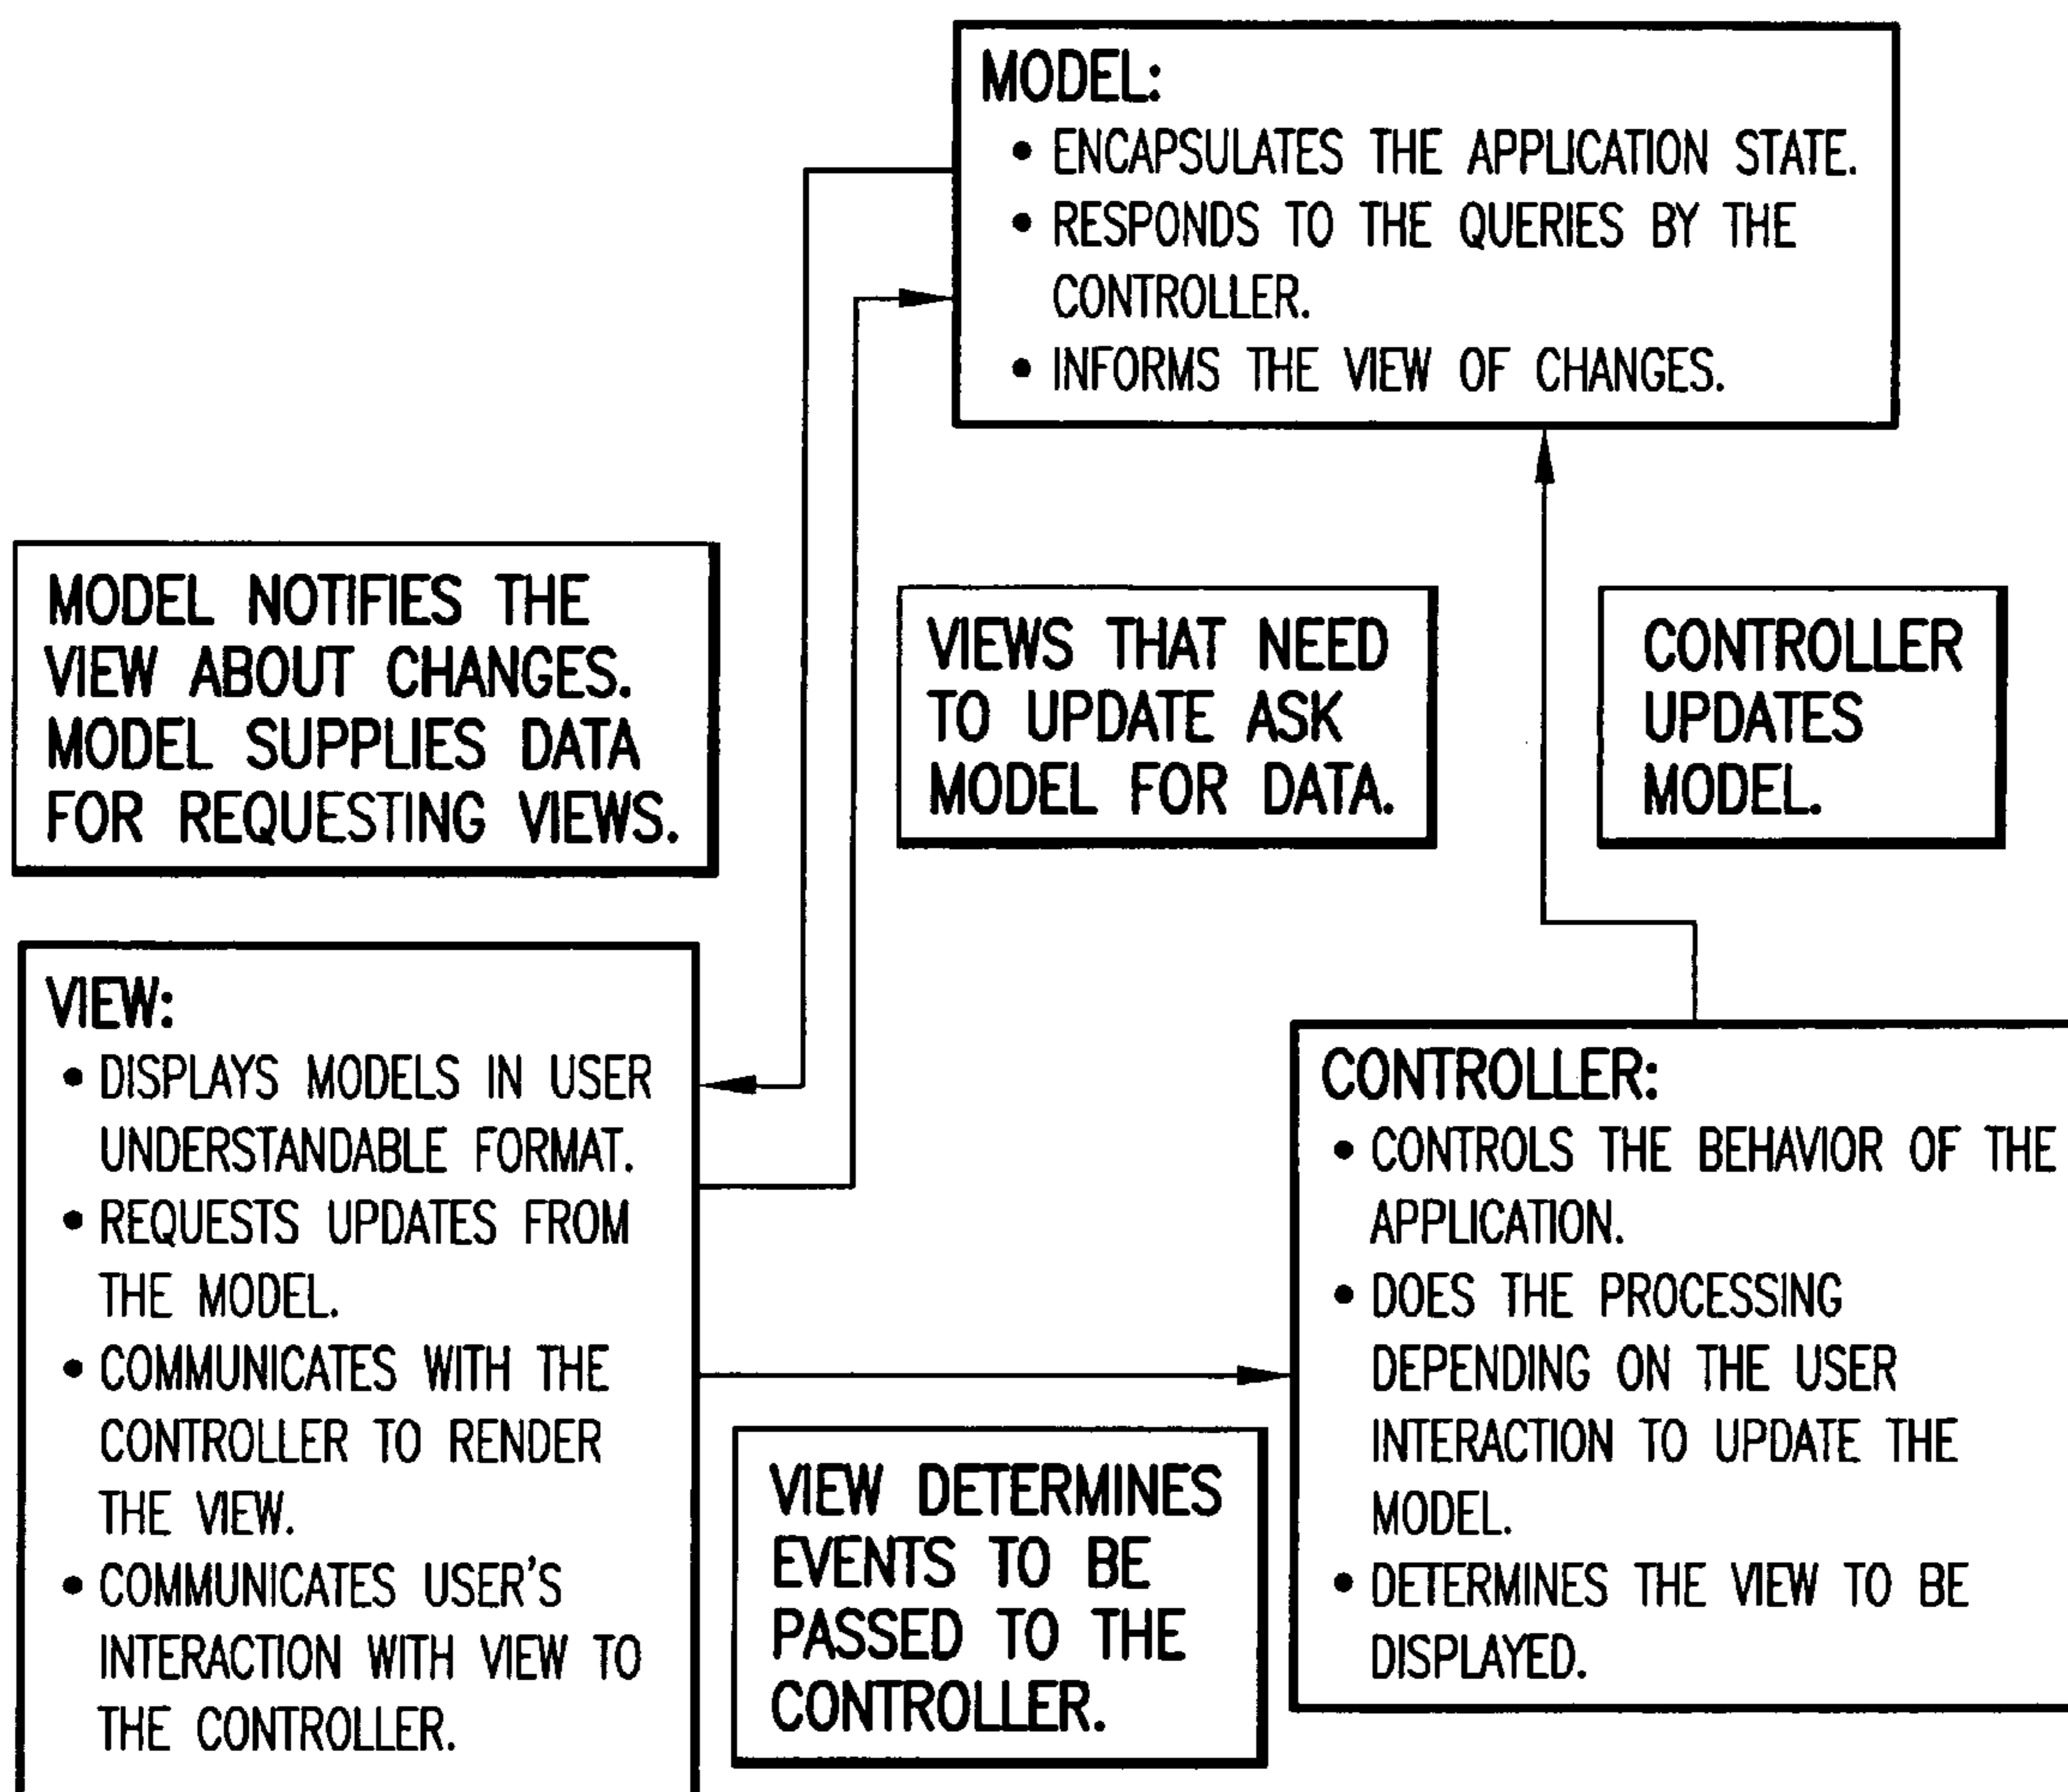 MODEL:
• ENCAPSULATES THE APPLICATION STATE.
• RESPONDS TO THE QUERIES BY THE
CONTROLLER.
• INFORMS THE VIEW OF CHANGES.
MODEL NOTIFIES THE
VIEW ABOUT CHANGES.
MODEL SUPPLIES DATA
FOR REQUESTING VIEWS.
VIEWS THAT NEED
TO UPDATE ASK
MODEL FOR DATA.
CONTROLLER
UPDATES
MODEL.
VIEW:
• DISPLAYS MODELS IN USER
UNDERSTANDABLE FORMAT.
• REQUESTS UPDATES FROM
THE MODEL.
• COMMUNICATES WITH THE
CONTROLLER TO RENDER
THE VIEW.
• COMMUNICATES USER'S
INTERACTION WITH VIEW TO
THE CONTROLLER.
VIEW DETERMINES
EVENTS TO BE
PASSED TO THE
CONTROLLER.
CONTROLLER:
• CONTROLS THE BEHAVIOR OF THE
APPLICATION.
• DOES THE PROCESSING
DEPENDING ON THE USER
INTERACTION TO UPDATE THE
MODEL.
• DETERMINES THE VIEW TO BE
DISPLAYED.